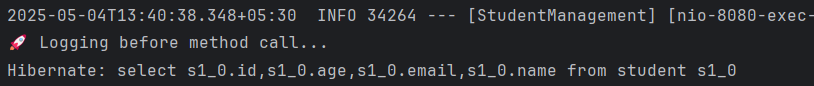 2025-05-04T13:40:38.348+05:30  INFO 34264 --- [StudentManagement] [nio-8080-exec-
🚀 Logging before method call...
Hibernate: select s1_0.id,s1_0.age,s1_0.email,s1_0.name from student s1_0